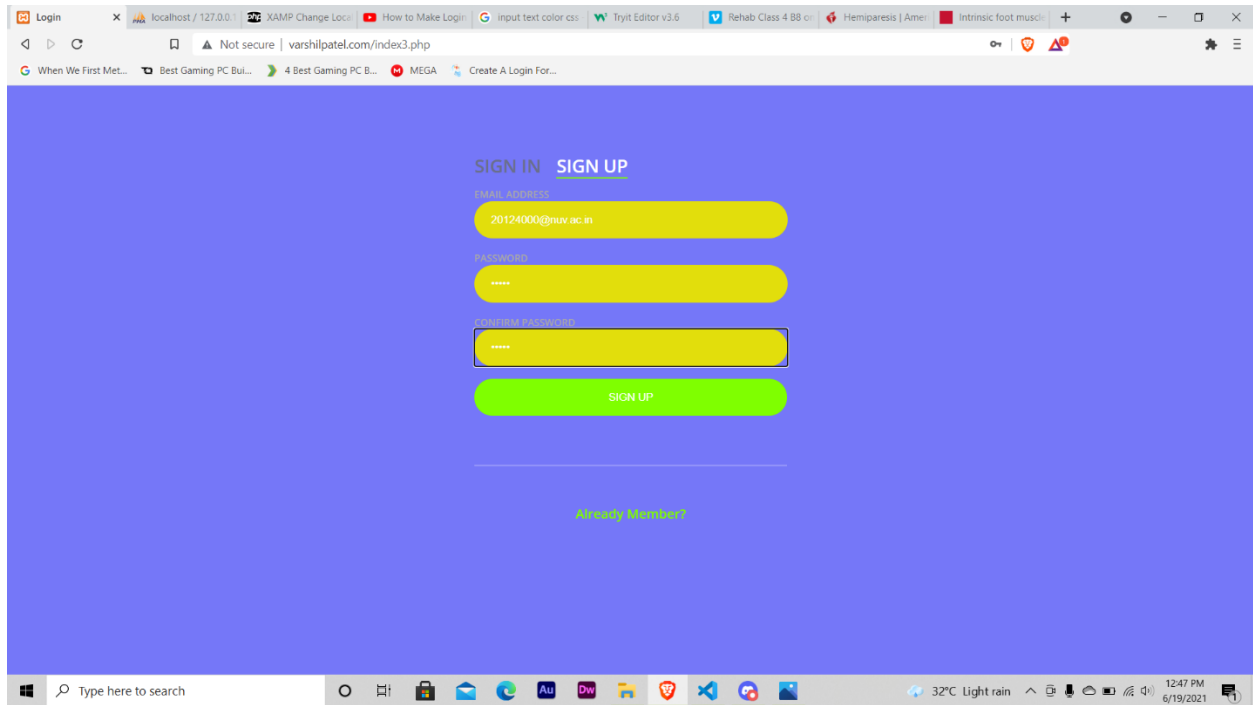 Login
localhost / 127.0.0.1
XAMP Change Local
How to Make Login
input text color css
Tryit Editor v3.6
Rehab Class 4 B8 on
Hemiparesis | Amer
Intrinsic foot muscle
Not secure | varshilpatel.com/index3.php
When We First Met...
Best Gaming PC Bui...
4 Best Gaming PC B...
MEGA
Create A Login For...
SIGN IN SIGN UP
EMAIL ADDRESS
20124000@nuv.ac.in
PASSWORD
•••••
CONFIRM PASSWORD
•••••
SIGN UP
Already Member?
Type here to search
Au
Dw
32°C Light rain
12:47 PM
6/19/2021